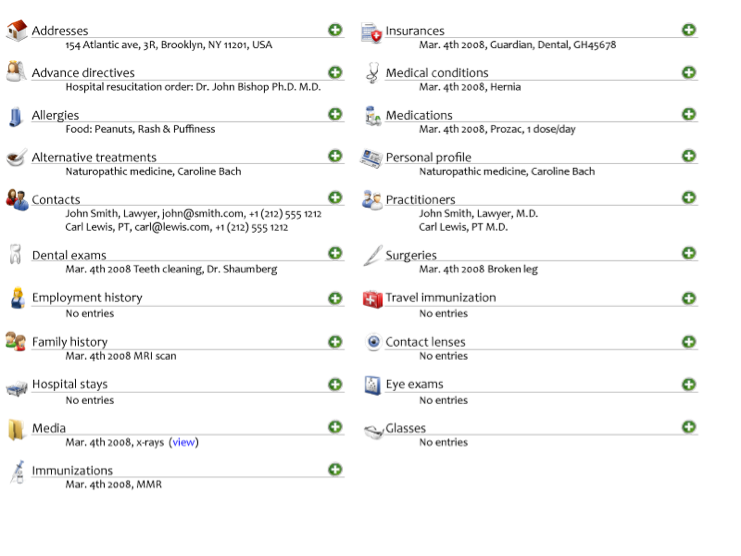 Addresses
154 Atlantic ave, 3R, Brooklyn, NY 11201, USA
Advance directives
Hospital resucitation order: Dr. John Bishop Ph.D. M.D.
Allergies
Food: Peanuts, Rash & Puffiness
Alternative treatments
Naturopathic medicine, Caroline Bach
Contacts
John Smith, Lawyer, john@smith.com, +1 (212) 555 1212
Carl Lewis, PT, carl@lewis.com, +1 (212) 555 1212
Dental exams
Mar. 4th 2008 Teeth cleaning, Dr. Shaumberg
Employment history
No entries
Family history
Mar. 4th 2008 MRI scan
Hospital stays
No entries
Media
Mar. 4th 2008, x-rays (view)
Immunizations
Mar. 4th 2008, MMR
Insurances
Mar. 4th 2008, Guardian, Dental, GH45678
Medical conditions
Mar. 4th 2008, Hernia
Medications
Mar. 4th 2008, Prozac, 1 dose/day
Personal profile
Naturopathic medicine, Caroline Bach
Practitioners
John Smith, Lawyer, M.D.
Carl Lewis, PT M.D.
Surgeries
Mar. 4th 2008 Broken leg
Travel immunization
No entries
Contact lenses
No entries
Eye exams
No entries
Glasses
No entries